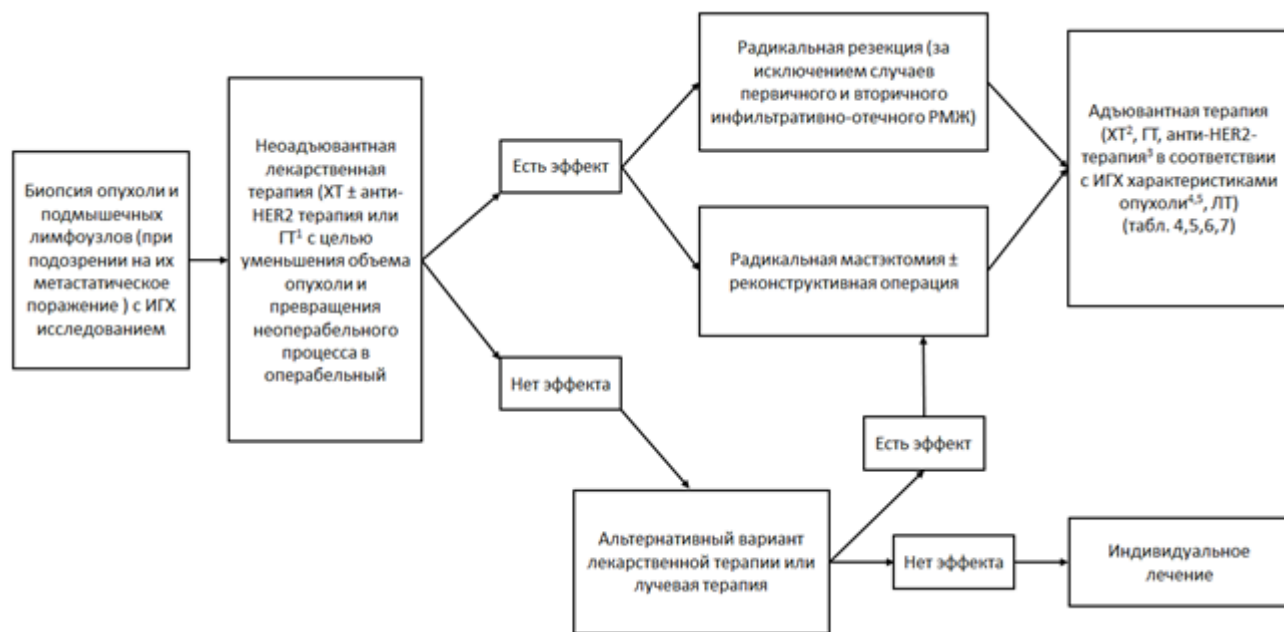 Биопсия опухоли и
подмышечных
лимфоузлов (при
подозрении на их
метастатическое
поражение ) с ИГХ
исследованием
Неоадъювантная
лекарственная
терапия (ХТ ± анти-
HER2 терапия или
ГТ¹ с целью
уменьшения объема
опухоли и
превращения
неоперабельного
процесса в
операбельный
Есть эффект
Нет эффекта
Радикальная резекция (за
исключением случаев
первичного и вторичного
инфильтративно-отечного РМЖ)
Радикальная мастэктомия ±
реконструктивная операция
Адъювантная терапия
(ХТ², ГТ, анти-HER2-
терапия³ в соответствии
с ИГХ характеристиками
опухоли⁴,⁵, ЛТ)
(табл. 4,5,6,7)
Альтернативный вариант
лекарственной терапии или
лучевая терапия
Есть эффект
Нет эффекта
Индивидуальное
лечение